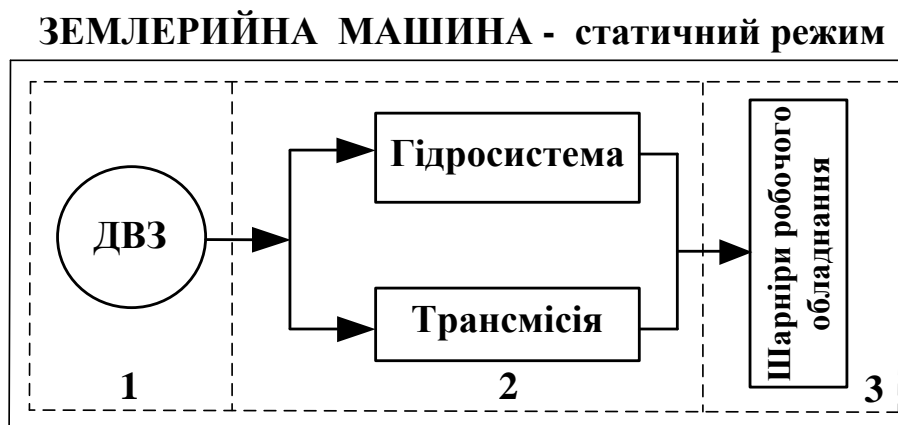 ЗЕМЛЕРИЙНА МАШИНА - статичний режим
ДВЗ
Гідросистема
Трансмісія
Шарніри робочого
обладнання
1
2
3